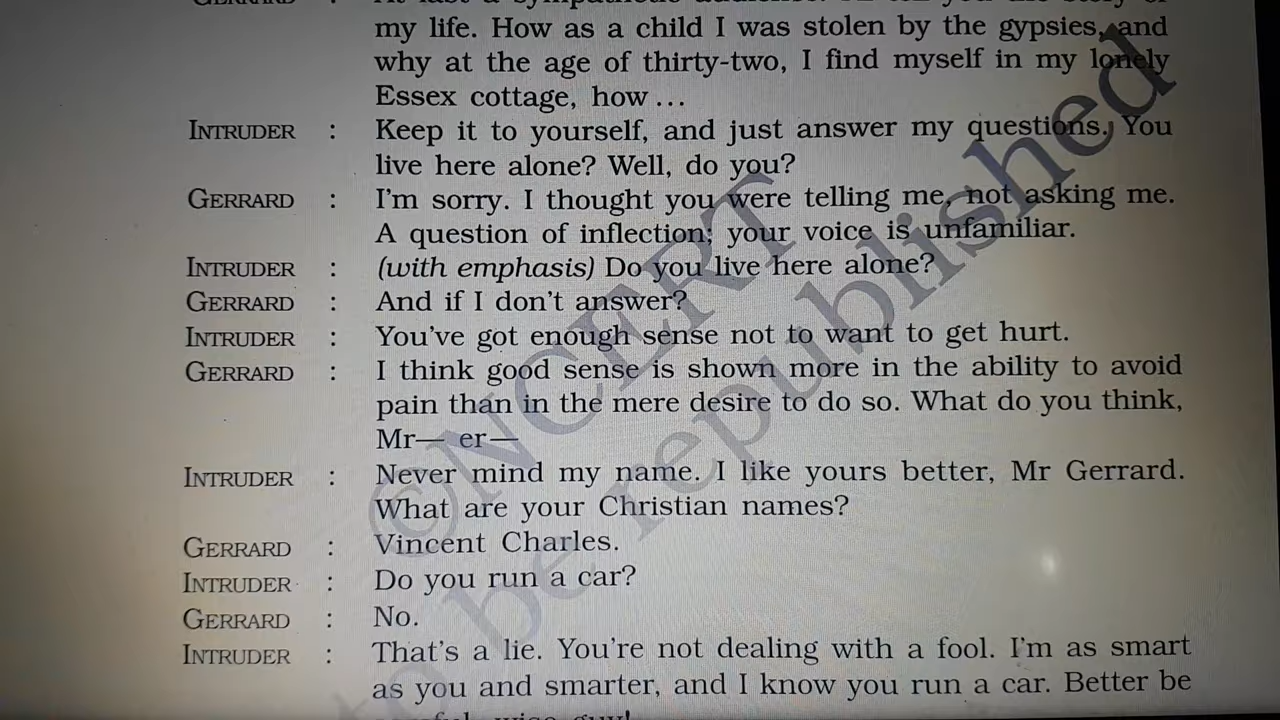 my life. How as a child I was stolen by the gypsies, and
why at the age of thirty-two, I find myself in my lonely
Essex cottage, how ...
INTRUDER : Keep it to yourself, and just answer my questions. You
live here alone? Well, do you?
GERRARD : I'm sorry. I thought you were telling me, not asking me.
A question of inflection; your voice is unfamiliar.
INTRUDER : (with emphasis) Do you live here alone?
GERRARD : And if I don't answer?
INTRUDER : You've got enough sense not to want to get hurt.
GERRARD : I think good sense is shown more in the ability to avoid
pain than in the mere desire to do so. What do you think,
Mr— er—
INTRUDER : Never mind my name. I like yours better, Mr Gerrard.
What are your Christian names?
GERRARD : Vincent Charles.
INTRUDER : Do you run a car?
GERRARD : No.
INTRUDER : That's a lie. You're not dealing with a fool. I'm as smart
as you and smarter, and I know you run a car. Better be
©NCERT
to be republished